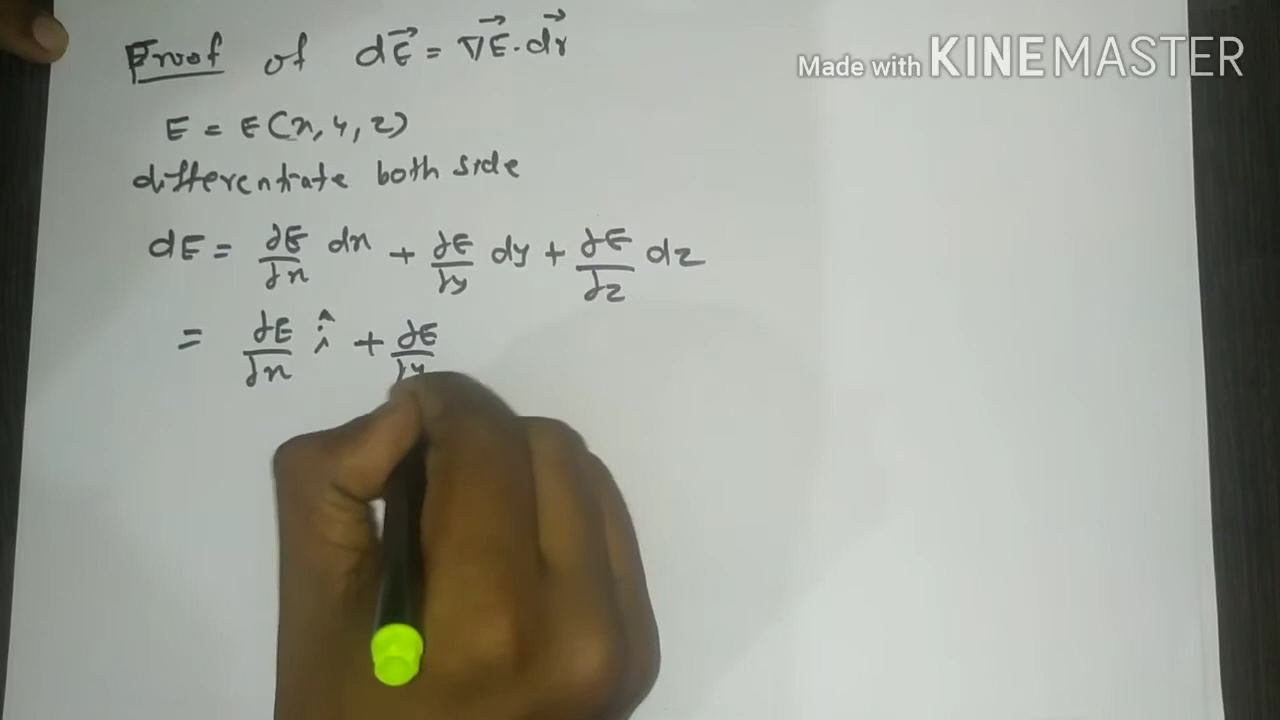 Proof of dE⃗ = ∇⃗E·dr⃗
Made with KINEMASTER
E = E(x, y, z)
differentiate both side
dE = ∂E/∂x dx + ∂E/∂y dy + ∂E/∂z dz
= ∂E/∂x î + ∂E/∂y